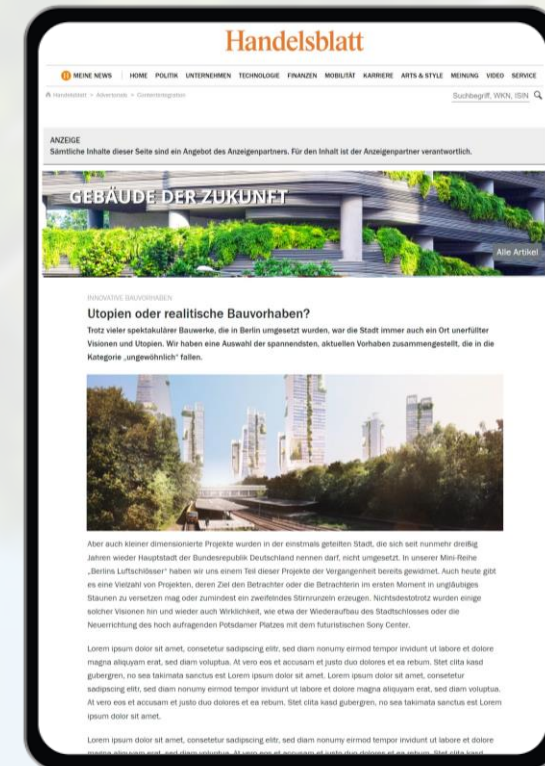 Handelsblatt
MEINE NEWS HOME POLITIK UNTERNEHMEN TECHNOLOGIE FINANZEN MOBILITÄT KARRIERE ARTS & STYLE MEINUNG VIDEO SERVICE
Handelsblatt > Advertorials > Contentintegration Suchbegriff, WKN, ISIN
ANZEIGE
Sämtliche Inhalte dieser Seite sind ein Angebot des Anzeigenpartners. Für den Inhalt ist der Anzeigenpartner verantwortlich.
GEBÄUDE DER ZUKUNFT
Alle Artikel
INNOVATIVE BAUVORHABEN
Utopien oder realitische Bauvorhaben?
Trotz vieler spektakulärer Bauwerke, die in Berlin umgesetzt wurden, war die Stadt immer auch ein Ort unerfüllter
Visionen und Utopien. Wir haben eine Auswahl der spannendsten, aktuellen Vorhaben zusammengestellt, die in die
Kategorie „ungewöhnlich" fallen.
Aber auch kleiner dimensionierte Projekte wurden in der einstmals geteilten Stadt, die sich seit nunmehr dreißig
Jahren wieder Hauptstadt der Bundesrepublik Deutschland nennen darf, nicht umgesetzt. In unserer Mini-Reihe
„Berlins Luftschlösser" haben wir uns einem Teil dieser Projekte der Vergangenheit bereits gewidmet. Auch heute gibt
es eine Vielzahl von Projekten, deren Ziel den Betrachter oder die Betrachterin im ersten Moment in ungläubiges
Staunen zu versetzen mag oder zumindest ein zweifelndes Stirnrunzeln erzeugen. Nichtsdestotrotz wurden einige
solcher Visionen hin und wieder auch Wirklichkeit, wie etwa der Wiederaufbau des Stadtschlosses oder die
Neuerrichtung des hoch aufragenden Potsdamer Platzes mit dem futuristischen Sony Center.
Lorem ipsum dolor sit amet, consetetur sadipscing elitr, sed diam nonumy eirmod tempor invidunt ut labore et dolore
magna aliquyam erat, sed diam voluptua. At vero eos et accusam et justo duo dolores et ea rebum. Stet clita kasd
gubergren, no sea takimata sanctus est Lorem ipsum dolor sit amet. Lorem ipsum dolor sit amet, consetetur
sadipscing elitr, sed diam nonumy eirmod tempor invidunt ut labore et dolore magna aliquyam erat, sed diam voluptua.
At vero eos et accusam et justo duo dolores et ea rebum. Stet clita kasd gubergren, no sea takimata sanctus est Lorem
ipsum dolor sit amet.
Lorem ipsum dolor sit amet, consetetur sadipscing elitr, sed diam nonumy eirmod tempor invidunt ut labore et dolore